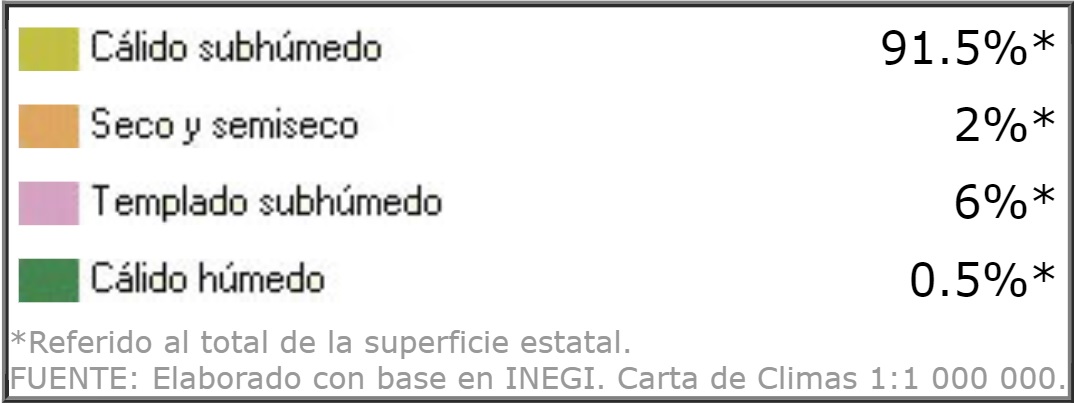 Cálido subhúmedo 91.5%*
Seco y semiseco 2%*
Templado subhúmedo 6%*
Cálido húmedo 0.5%*
*Referido al total de la superficie estatal.
FUENTE: Elaborado con base en INEGI. Carta de Climas 1:1 000 000.